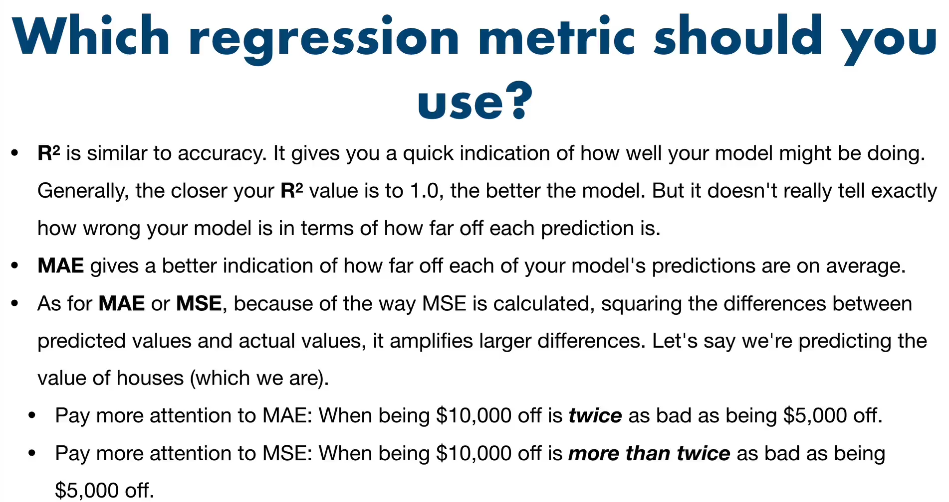 Which regression metric should you
use?
• R² is similar to accuracy. It gives you a quick indication of how well your model might be doing.
Generally, the closer your R² value is to 1.0, the better the model. But it doesn't really tell exactly
how wrong your model is in terms of how far off each prediction is.
• MAE gives a better indication of how far off each of your model's predictions are on average.
• As for MAE or MSE, because of the way MSE is calculated, squaring the differences between
predicted values and actual values, it amplifies larger differences. Let's say we're predicting the
value of houses (which we are).
• Pay more attention to MAE: When being $10,000 off is twice as bad as being $5,000 off.
• Pay more attention to MSE: When being $10,000 off is more than twice as bad as being
$5,000 off.